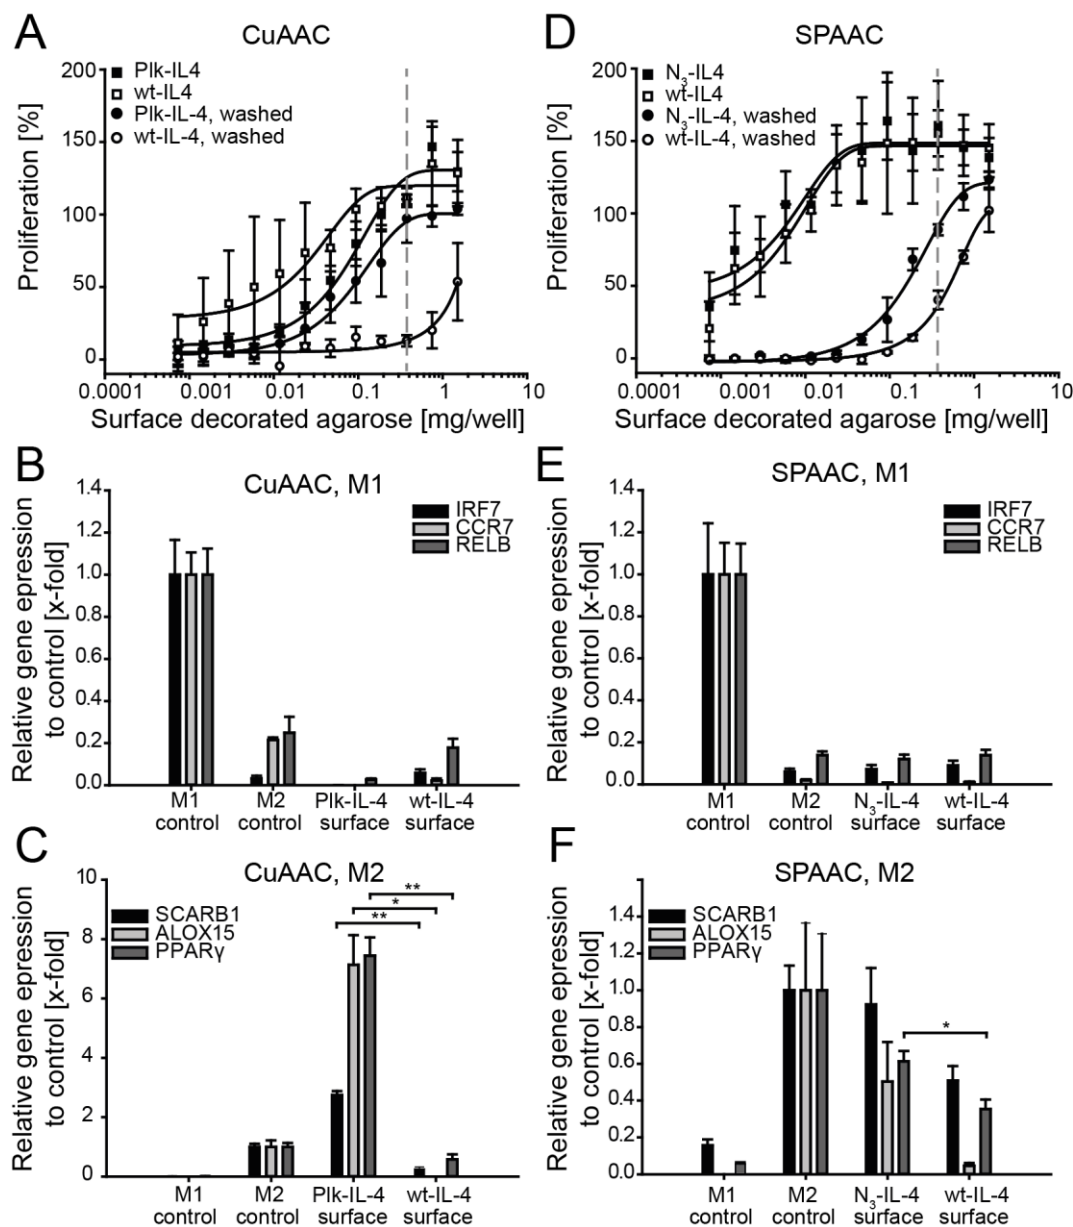 A
CuAAC
Proliferation [%]
200
150
100
50
0
Plk-IL4
wt-IL4
Plk-IL-4, washed
wt-IL-4, washed
0.0001
0.001
0.01
0.1
1
10
Surface decorated agarose [mg/well]
D
SPAAC
Proliferation [%]
200
150
100
50
0
N3-IL4
wt-IL4
N3-IL-4, washed
wt-IL-4, washed
0.0001
0.001
0.01
0.1
1
10
Surface decorated agarose [mg/well]
B
CuAAC, M1
Relative gene epression
to control [x-fold]
1.4
1.2
1.0
0.8
0.6
0.4
0.2
0.0
IRF7
CCR7
RELB
M1
control
M2
control
Plk-IL-4
surface
wt-IL-4
surface
E
SPAAC, M1
Relative gene epression
to control [x-fold]
1.4
1.2
1.0
0.8
0.6
0.4
0.2
0.0
IRF7
CCR7
RELB
M1
control
M2
control
N3-IL-4
surface
wt-IL-4
surface
C
CuAAC, M2
Relative gene epression
to control [x-fold]
10
8
6
4
2
0
SCARB1
ALOX15
PPARγ
**
*
**
M1
control
M2
control
Plk-IL-4
surface
wt-IL-4
surface
F
SPAAC, M2
Relative gene epression
to control [x-fold]
1.4
1.2
1.0
0.8
0.6
0.4
0.2
0.0
SCARB1
ALOX15
PPARγ
*
M1
control
M2
control
N3-IL-4
surface
wt-IL-4
surface